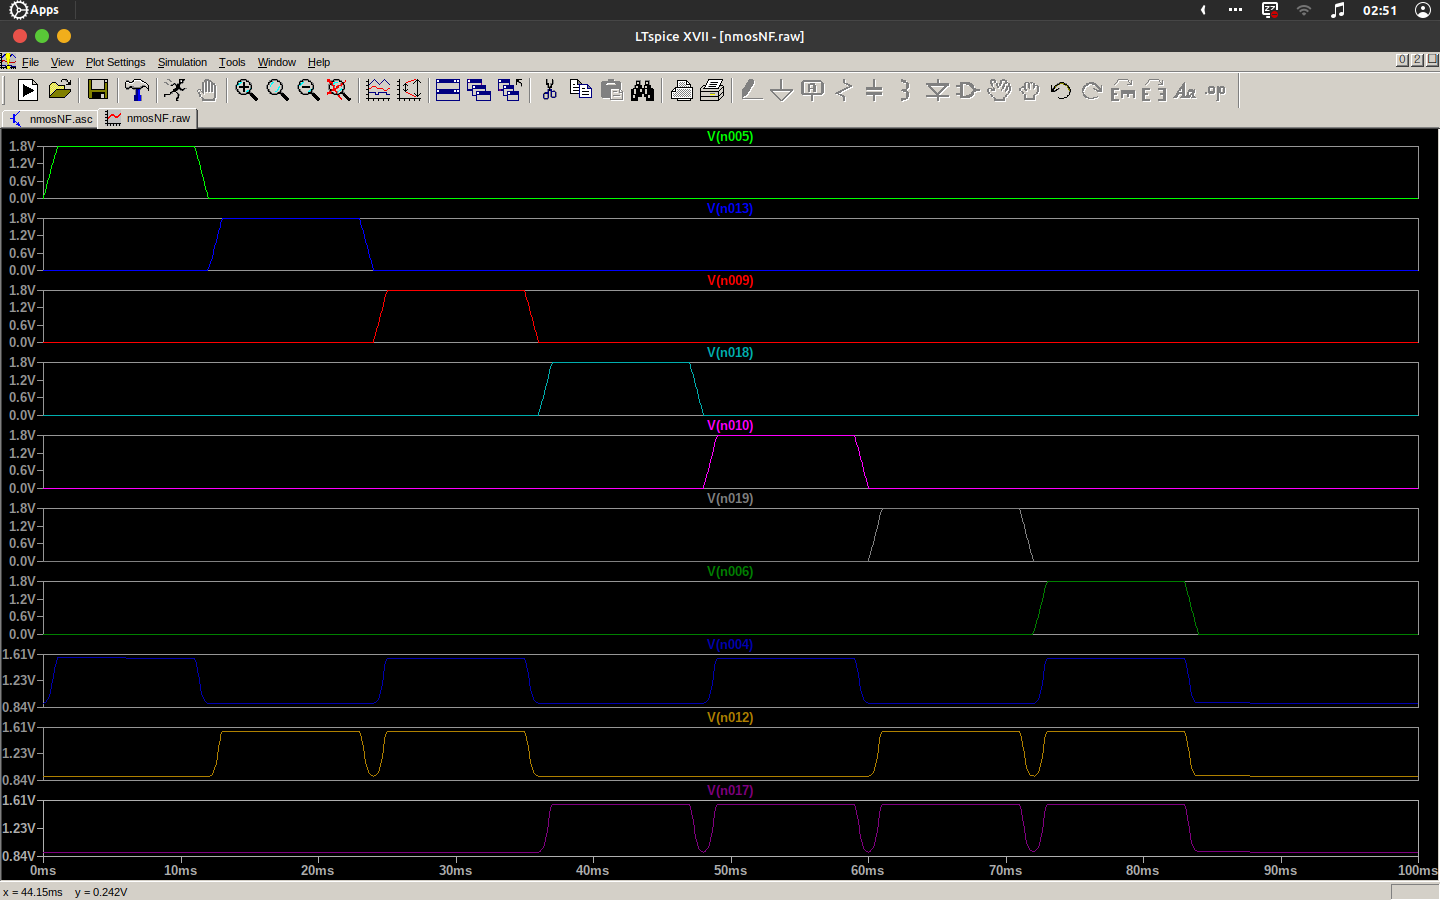 Apps
02:51
LTspice XVII - [nmosNF.raw]
File View Plot Settings Simulation Tools Window Help
nmosNF.asc nmosNF.raw
V(n005)
1.8V
1.2V
0.6V
0.0V
V(n013)
1.8V
1.2V
0.6V
0.0V
V(n009)
1.8V
1.2V
0.6V
0.0V
V(n018)
1.8V
1.2V
0.6V
0.0V
V(n010)
1.8V
1.2V
0.6V
0.0V
V(n019)
1.8V
1.2V
0.6V
0.0V
V(n006)
1.8V
1.2V
0.6V
0.0V
V(n004)
1.61V
1.23V
0.84V
V(n012)
1.61V
1.23V
0.84V
V(n017)
1.61V
1.23V
0.84V
0ms 10ms 20ms 30ms 40ms 50ms 60ms 70ms 80ms 90ms 100ms
x = 44.15ms y = 0.242V